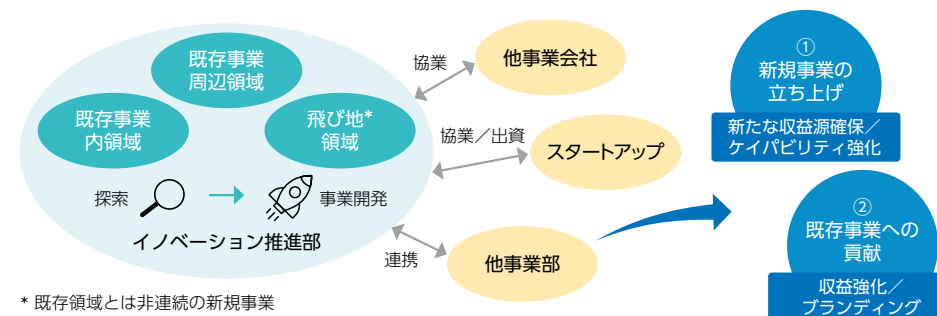 既存事業
周辺領域
既存事業
内領域
飛び地*
領域
探索
事業開発
イノベーション推進部
* 既存領域とは非連続の新規事業
協業
協業／出資
連携
他事業会社
スタートアップ
他事業部
①
新規事業の
立ち上げ
新たな収益源確保／
ケイパビリティ強化
②
既存事業への
貢献
収益強化／
ブランディング